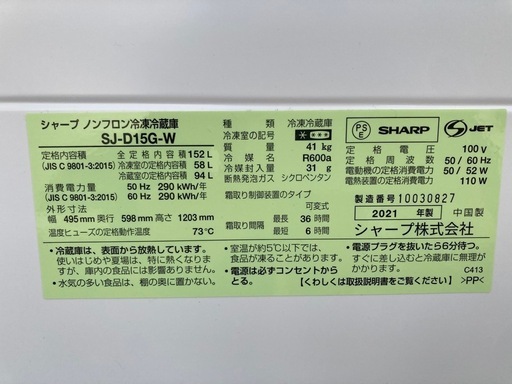 シャープ ノンフロン冷凍冷蔵庫
SJ-D15G-W
定格内容積 全定格内容積 152 L
(JIS C 9801-3:2015) 冷凍室の定格内容積 58 L
冷蔵室の定格内容積 94 L
消費電力量 50 Hz 290 kWh/年
(JIS C 9801-3:2015) 60 Hz 290 kWh/年
外形寸法
幅 495 mm 奥行 598 mm 高さ 1203 mm
温度ヒューズの定格動作温度 73℃
種類 冷凍冷蔵庫
冷凍室の記号
質量 41 kg
冷媒 R600a
冷媒封入量 31 g
断熱発泡ガス シクロペンタン
霜取り制御装置のタイプ 可変式
霜取り間隔 最長 36 時間
最短 6 時間
PS
E
SHARP
S JET
定格電圧 100 V
定格周波数 50 / 60 Hz
電動機の定格消費電力 50 / 52 W
電熱装置の定格消費電力 110 W
製造番号 10030827
2021 年製 中国製
シャープ株式会社
・冷蔵庫は、表面から放熱しています。
使いはじめや夏場は、特に熱くなりま
すが、庫内の食品には影響ありません。
・水気の多い食品は、棚の奥に置かない。
・室温が約5℃以下では、
食品が凍ることがあります。
・電源は必ずコンセントから
とる。
・電源プラグを抜いたら6分待つ。
すぐに差し込むと冷蔵庫に無理が
かかります。
C413
【くわしくは取扱説明書をご覧ください】
>PP<